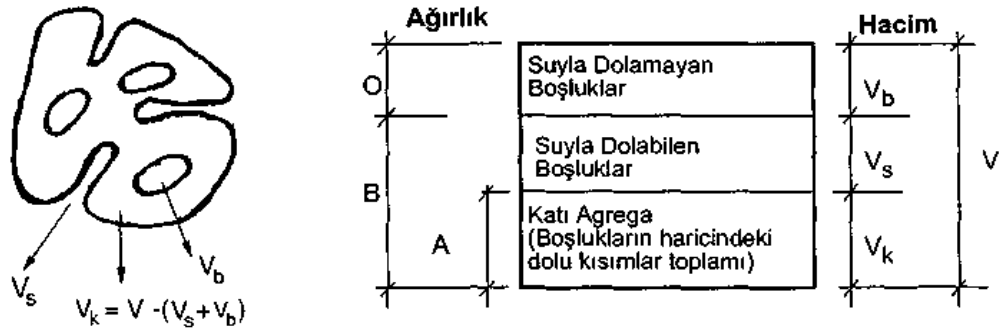 V_s
V_k = V -(V_s+V_b)
V_b
Ağırlık
O
B
A
Suyla Dolamayan
Boşluklar
Suyla Dolabilen
Boşluklar
Katı Agrega
(Boşlukların haricindeki
dolu kısımlar toplamı)
Hacim
V_b
V_s
V_k
V